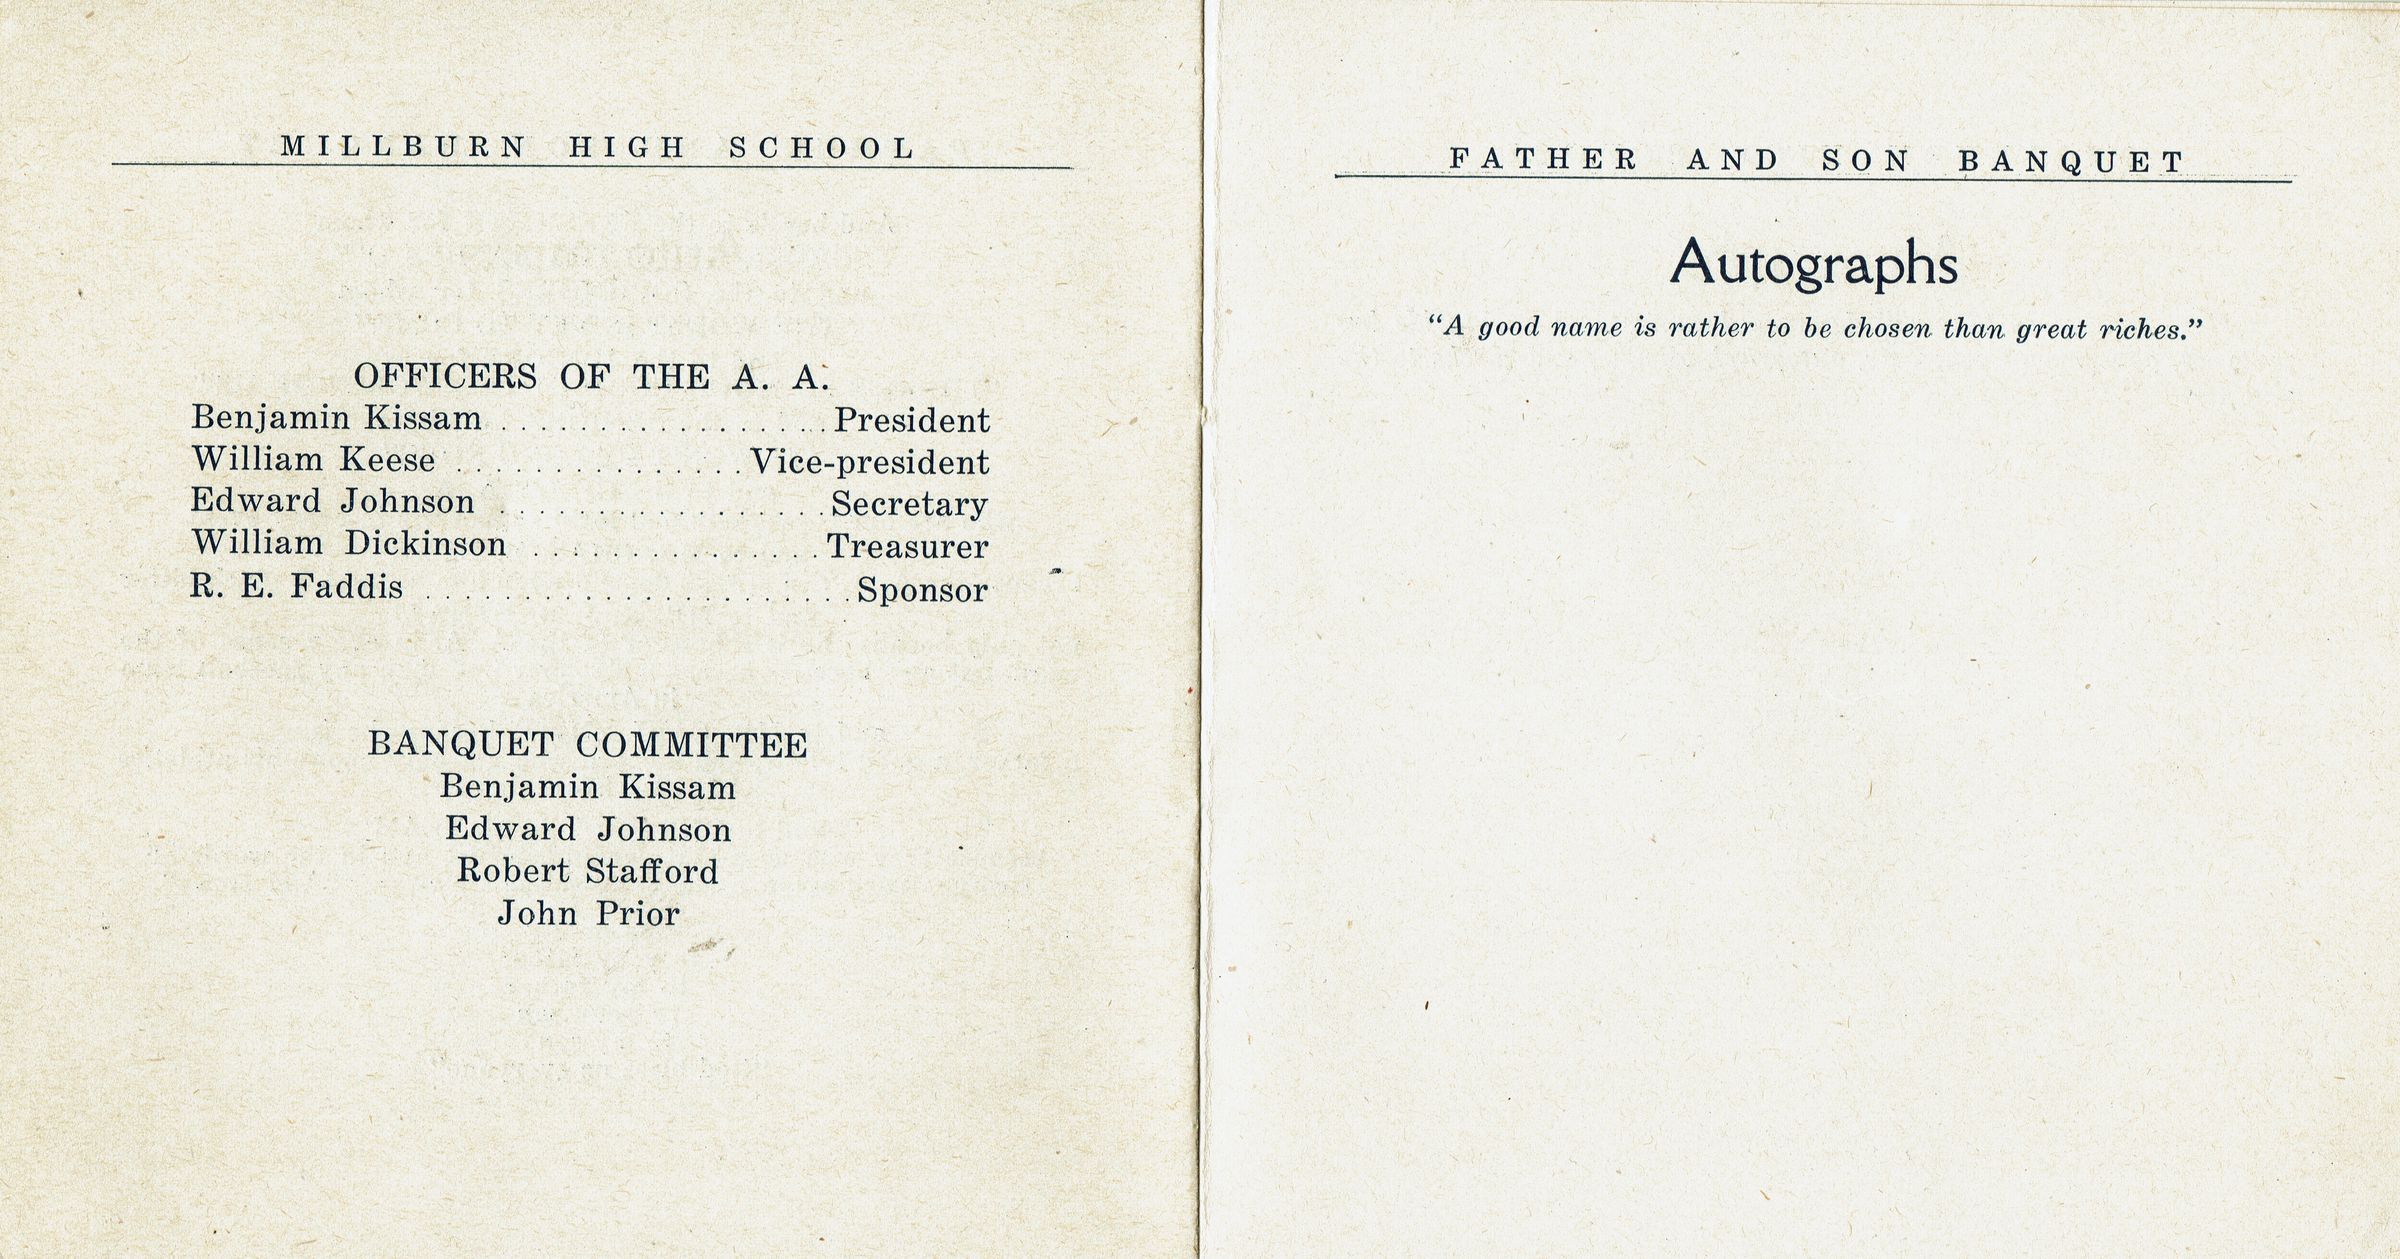 MILLBURN HIGH SCHOOL
OFFICERS OF THE A. A.
Benjamin Kissam . . . . . . . . . . . . . . . . . President
William Keese . . . . . . . . . . . . . . . Vice-president
Edward Johnson . . . . . . . . . . . . . . . . . Secretary
William Dickinson . . . . . . . . . . . . . . . Treasurer
R. E. Faddis . . . . . . . . . . . . . . . . . . . . . . Sponsor
BANQUET COMMITTEE
Benjamin Kissam
Edward Johnson
Robert Stafford
John Prior
FATHER AND SON BANQUET
Autographs
“A good name is rather to be chosen than great riches.”